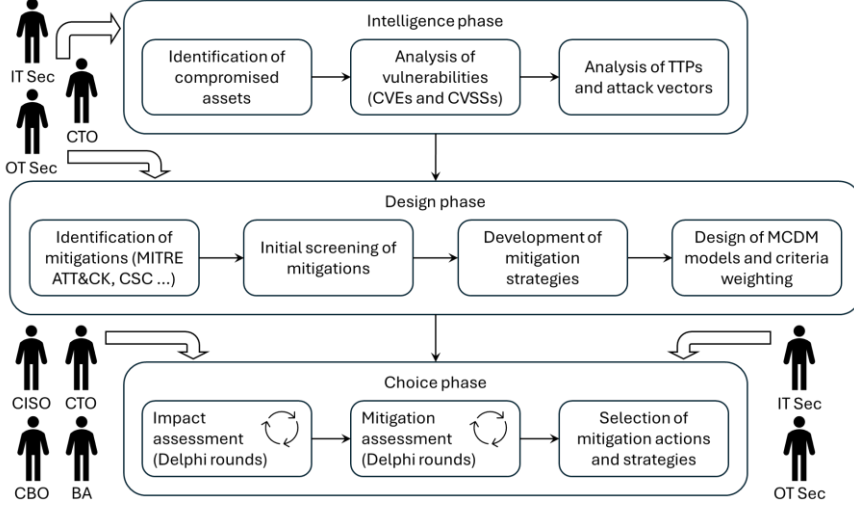 Intelligence phase
IT Sec
CTO
OT Sec
Identification of
compromised
assets
Analysis of
vulnerabilities
(CVEs and CVSSs)
Analysis of TTPs
and attack vectors
Design phase
Identification of
mitigations (MITRE
ATT&CK, CSC ...)
Initial screening of
mitigations
Development of
mitigation
strategies
Design of MCDM
models and criteria
weighting
CISO
CTO
CBO
BA
Choice phase
Impact
assessment
(Delphi rounds)
Mitigation
assessment
(Delphi rounds)
Selection of
mitigation actions
and strategies
IT Sec
OT Sec